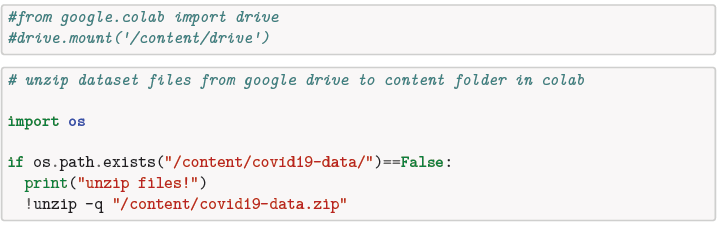 #from google.colab import drive
#drive.mount('/content/drive')
# unzip dataset files from google drive to content folder in colab
import os
if os.path.exists("/content/covid19-data/")==False:
print("unzip files!")
!unzip -q "/content/covid19-data.zip"